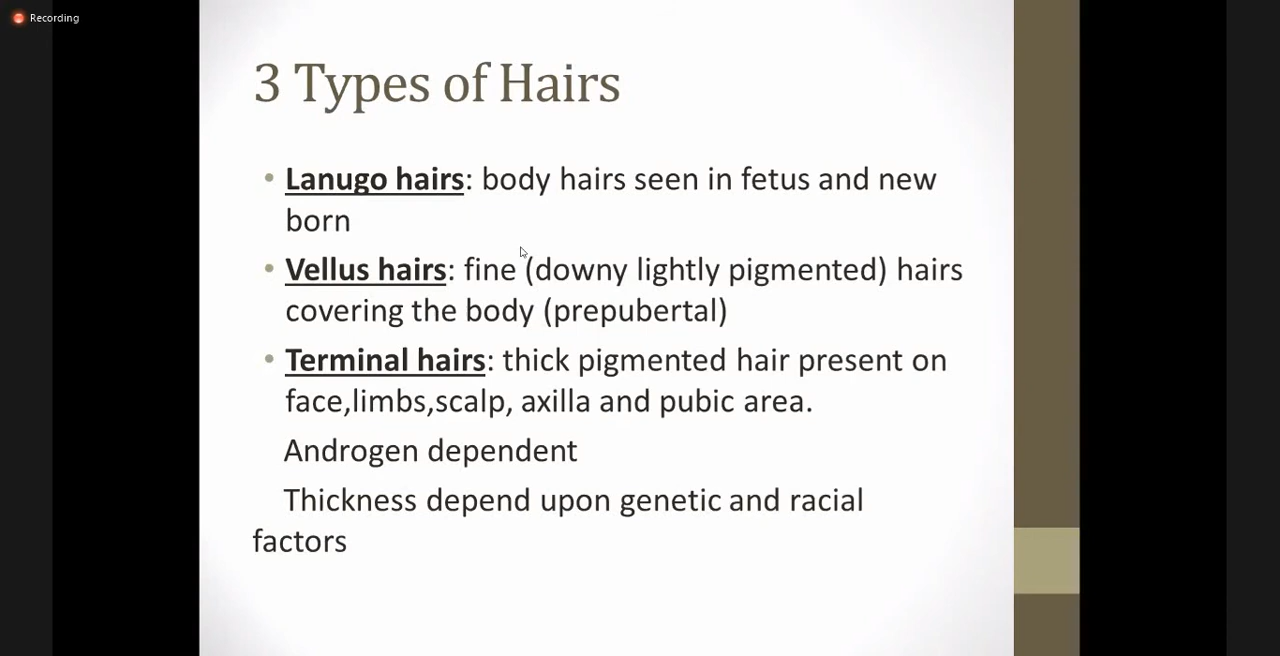 Recording
3 Types of Hairs
• Lanugo hairs: body hairs seen in fetus and new
born
• Vellus hairs: fine (downy lightly pigmented) hairs
covering the body (prepubertal)
• Terminal hairs: thick pigmented hair present on
face,limbs,scalp, axilla and pubic area.
Androgen dependent
Thickness depend upon genetic and racial
factors